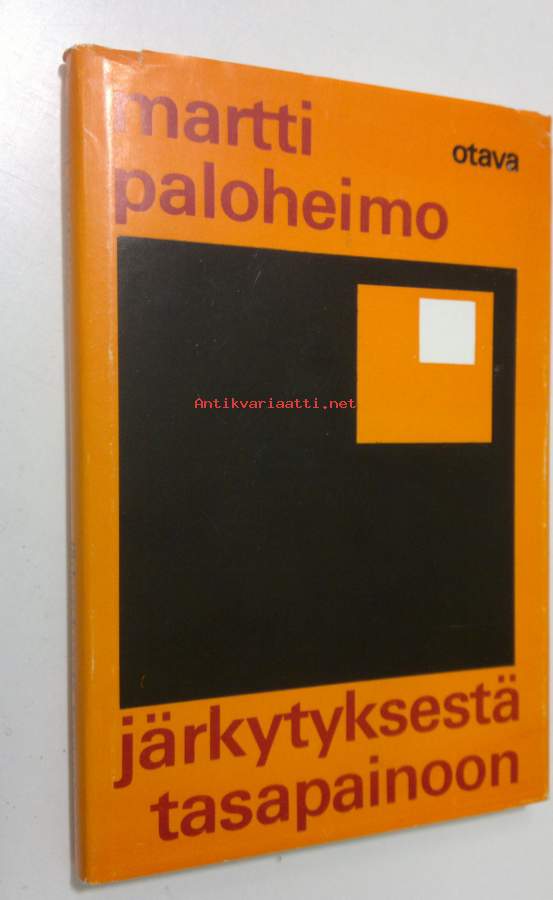 martti
otava
paloheimo
Antikvariaatti.net
järkytyksestä
tasapainoon